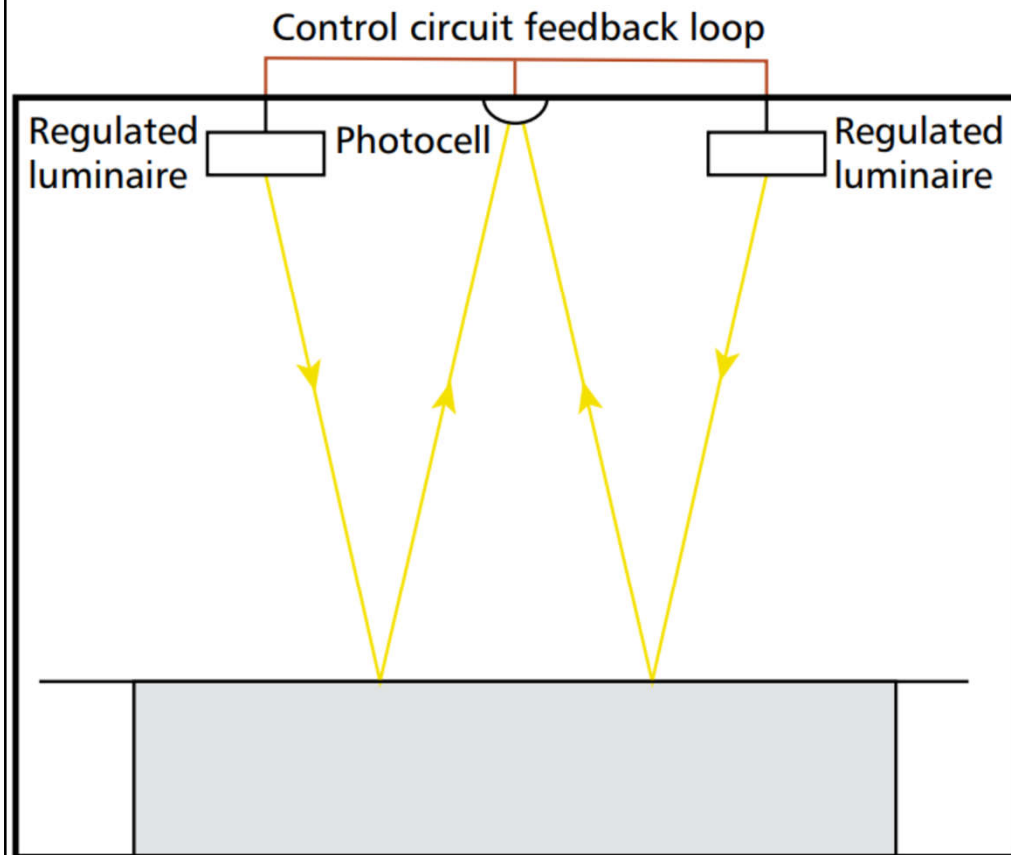 Control circuit feedback loop
Regulated
luminaire
Photocell
Regulated
luminaire